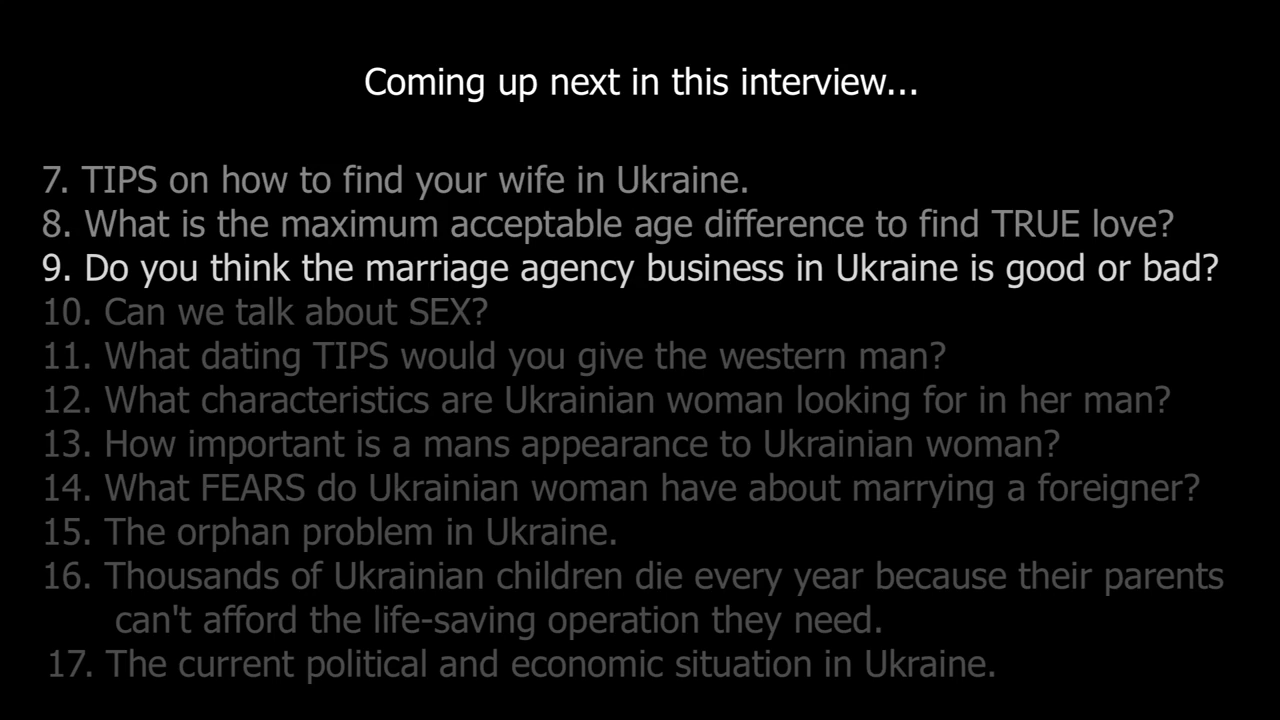 Coming up next in this interview...
7. TIPS on how to find your wife in Ukraine.
8. What is the maximum acceptable age difference to find TRUE love?
9. Do you think the marriage agency business in Ukraine is good or bad?
10. Can we talk about SEX?
11. What dating TIPS would you give the western man?
12. What characteristics are Ukrainian woman looking for in her man?
13. How important is a mans appearance to Ukrainian woman?
14. What FEARS do Ukrainian woman have about marrying a foreigner?
15. The orphan problem in Ukraine.
16. Thousands of Ukrainian children die every year because their parents
can't afford the life-saving operation they need.
17. The current political and economic situation in Ukraine.